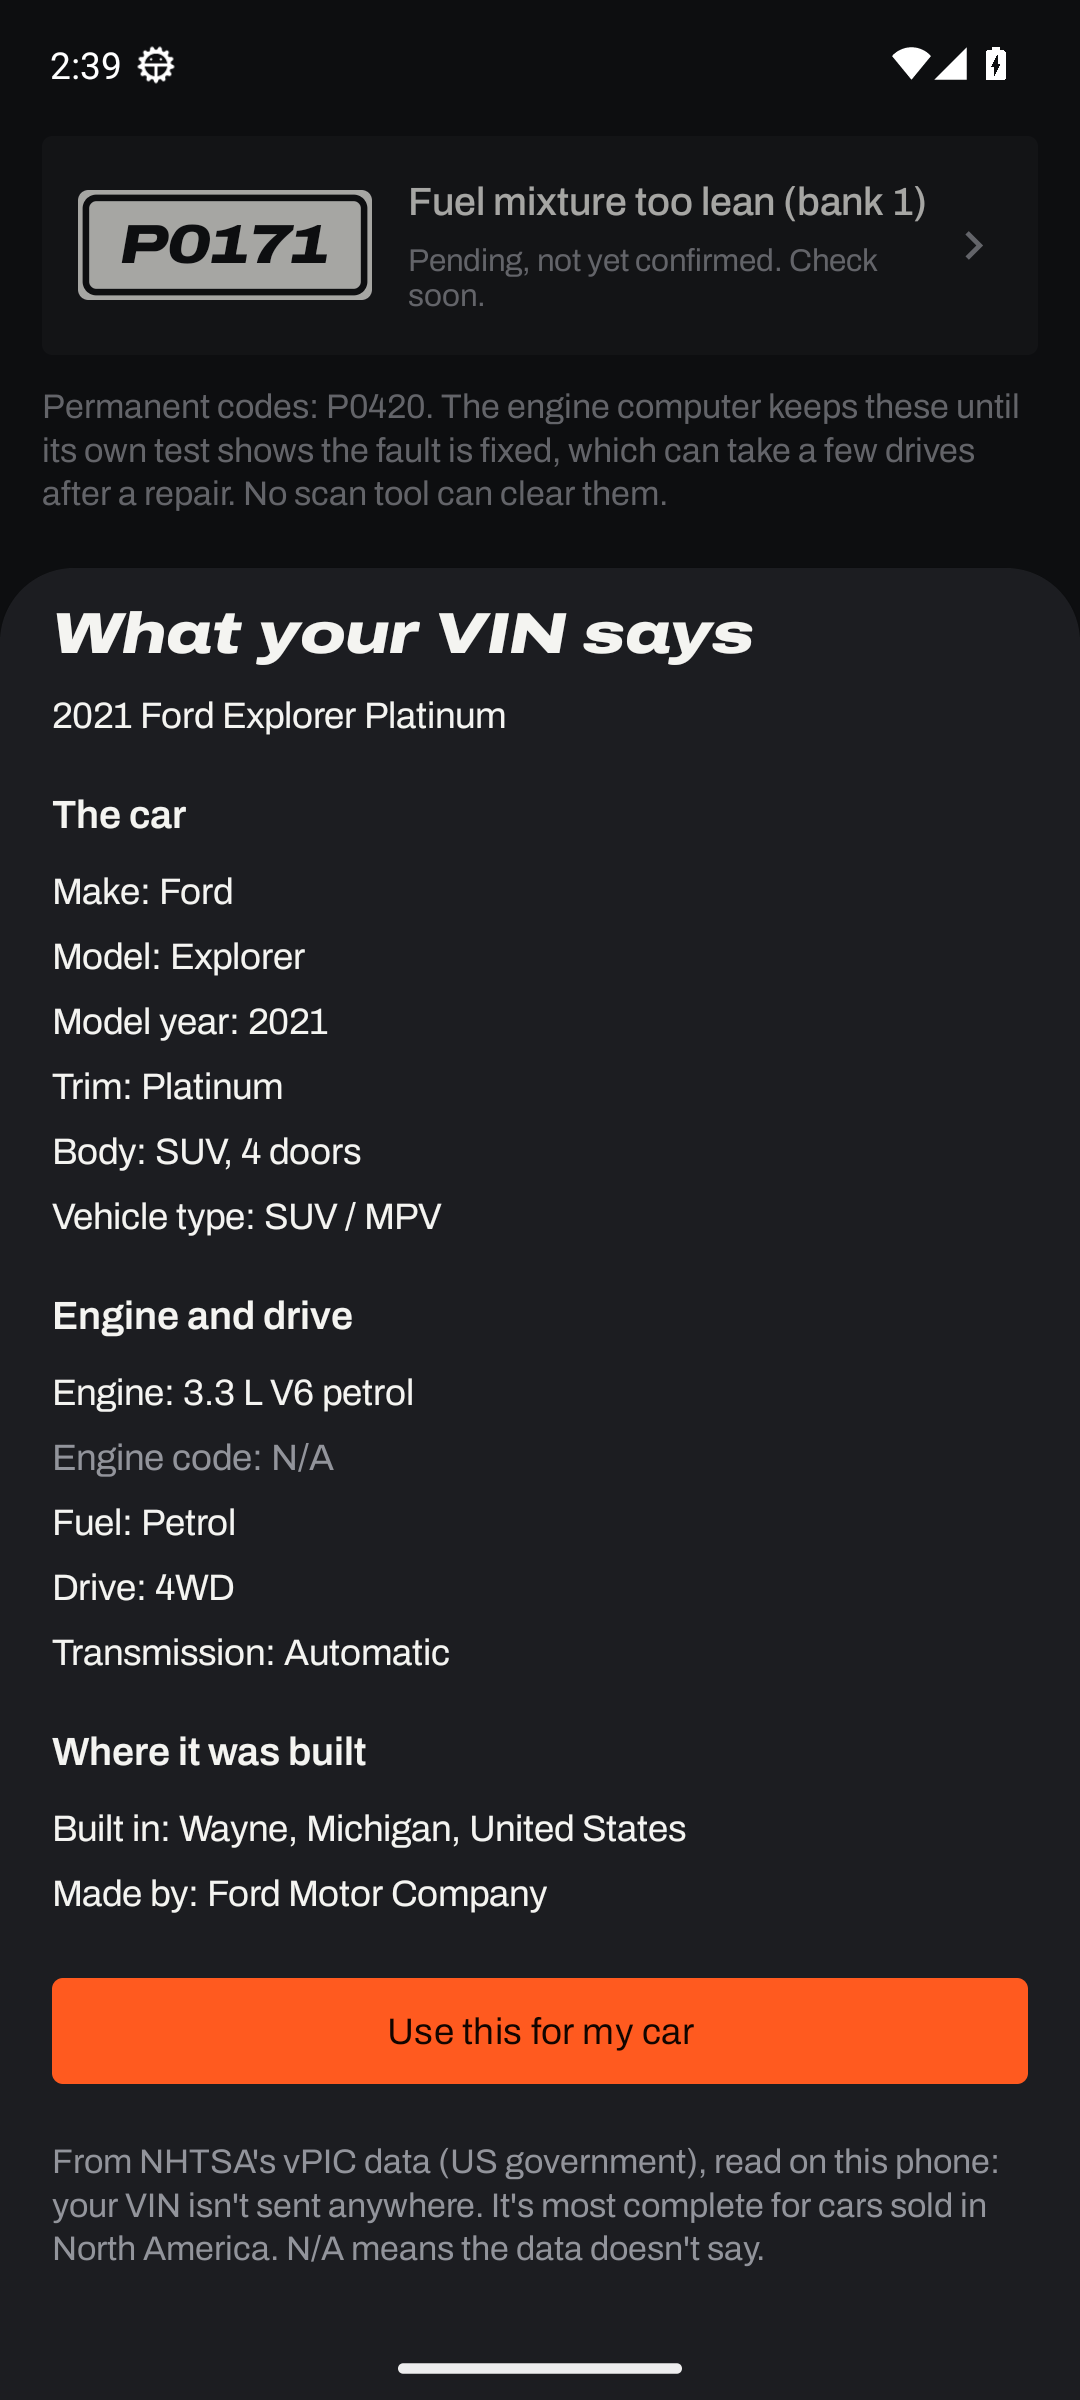 2:39
P0171
Fuel mixture too lean (bank 1)
Pending, not yet confirmed. Check
soon.
Permanent codes: P0420. The engine computer keeps these until
its own test shows the fault is fixed, which can take a few drives
after a repair. No scan tool can clear them.
What your VIN says
2021 Ford Explorer Platinum
The car
Make: Ford
Model: Explorer
Model year: 2021
Trim: Platinum
Body: SUV, 4 doors
Vehicle type: SUV / MPV
Engine and drive
Engine: 3.3 L V6 petrol
Engine code: N/A
Fuel: Petrol
Drive: 4WD
Transmission: Automatic
Where it was built
Built in: Wayne, Michigan, United States
Made by: Ford Motor Company
Use this for my car
From NHTSA's vPIC data (US government), read on this phone:
your VIN isn't sent anywhere. It's most complete for cars sold in
North America. N/A means the data doesn't say.